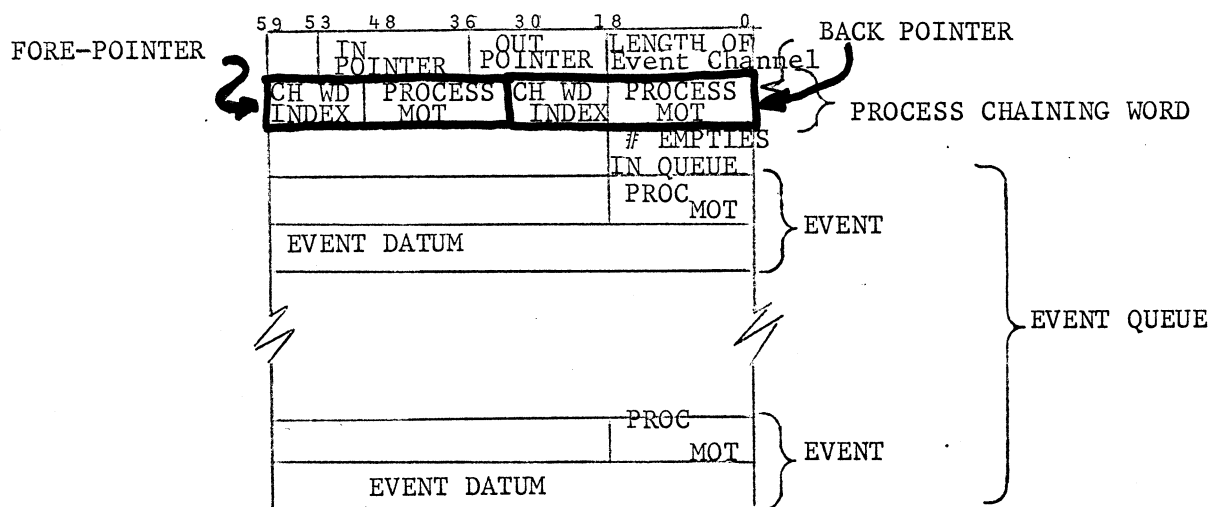 59 53 48 36 30 18 0
FORE-POINTER
IN
POINTER
OUT
POINTER
LENGTH OF
Event Channel
BACK POINTER
CH WD
INDEX
PROCESS
MOT
CH WD
INDEX
PROCESS
MOT
PROCESS CHAINING WORD
# EMPTIES
IN QUEUE
PROC
MOT
EVENT
EVENT DATUM
EVENT QUEUE
PROC
MOT
EVENT
EVENT DATUM